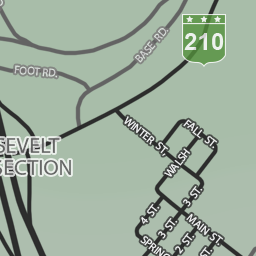 210
BASE RD.
FOOT RD.
WINTER ST.
FALL ST.
WALSH
SEVELT
SECTION
3 ST.
4 ST.
3 ST.
2 ST.
MAIN ST.
SPRING